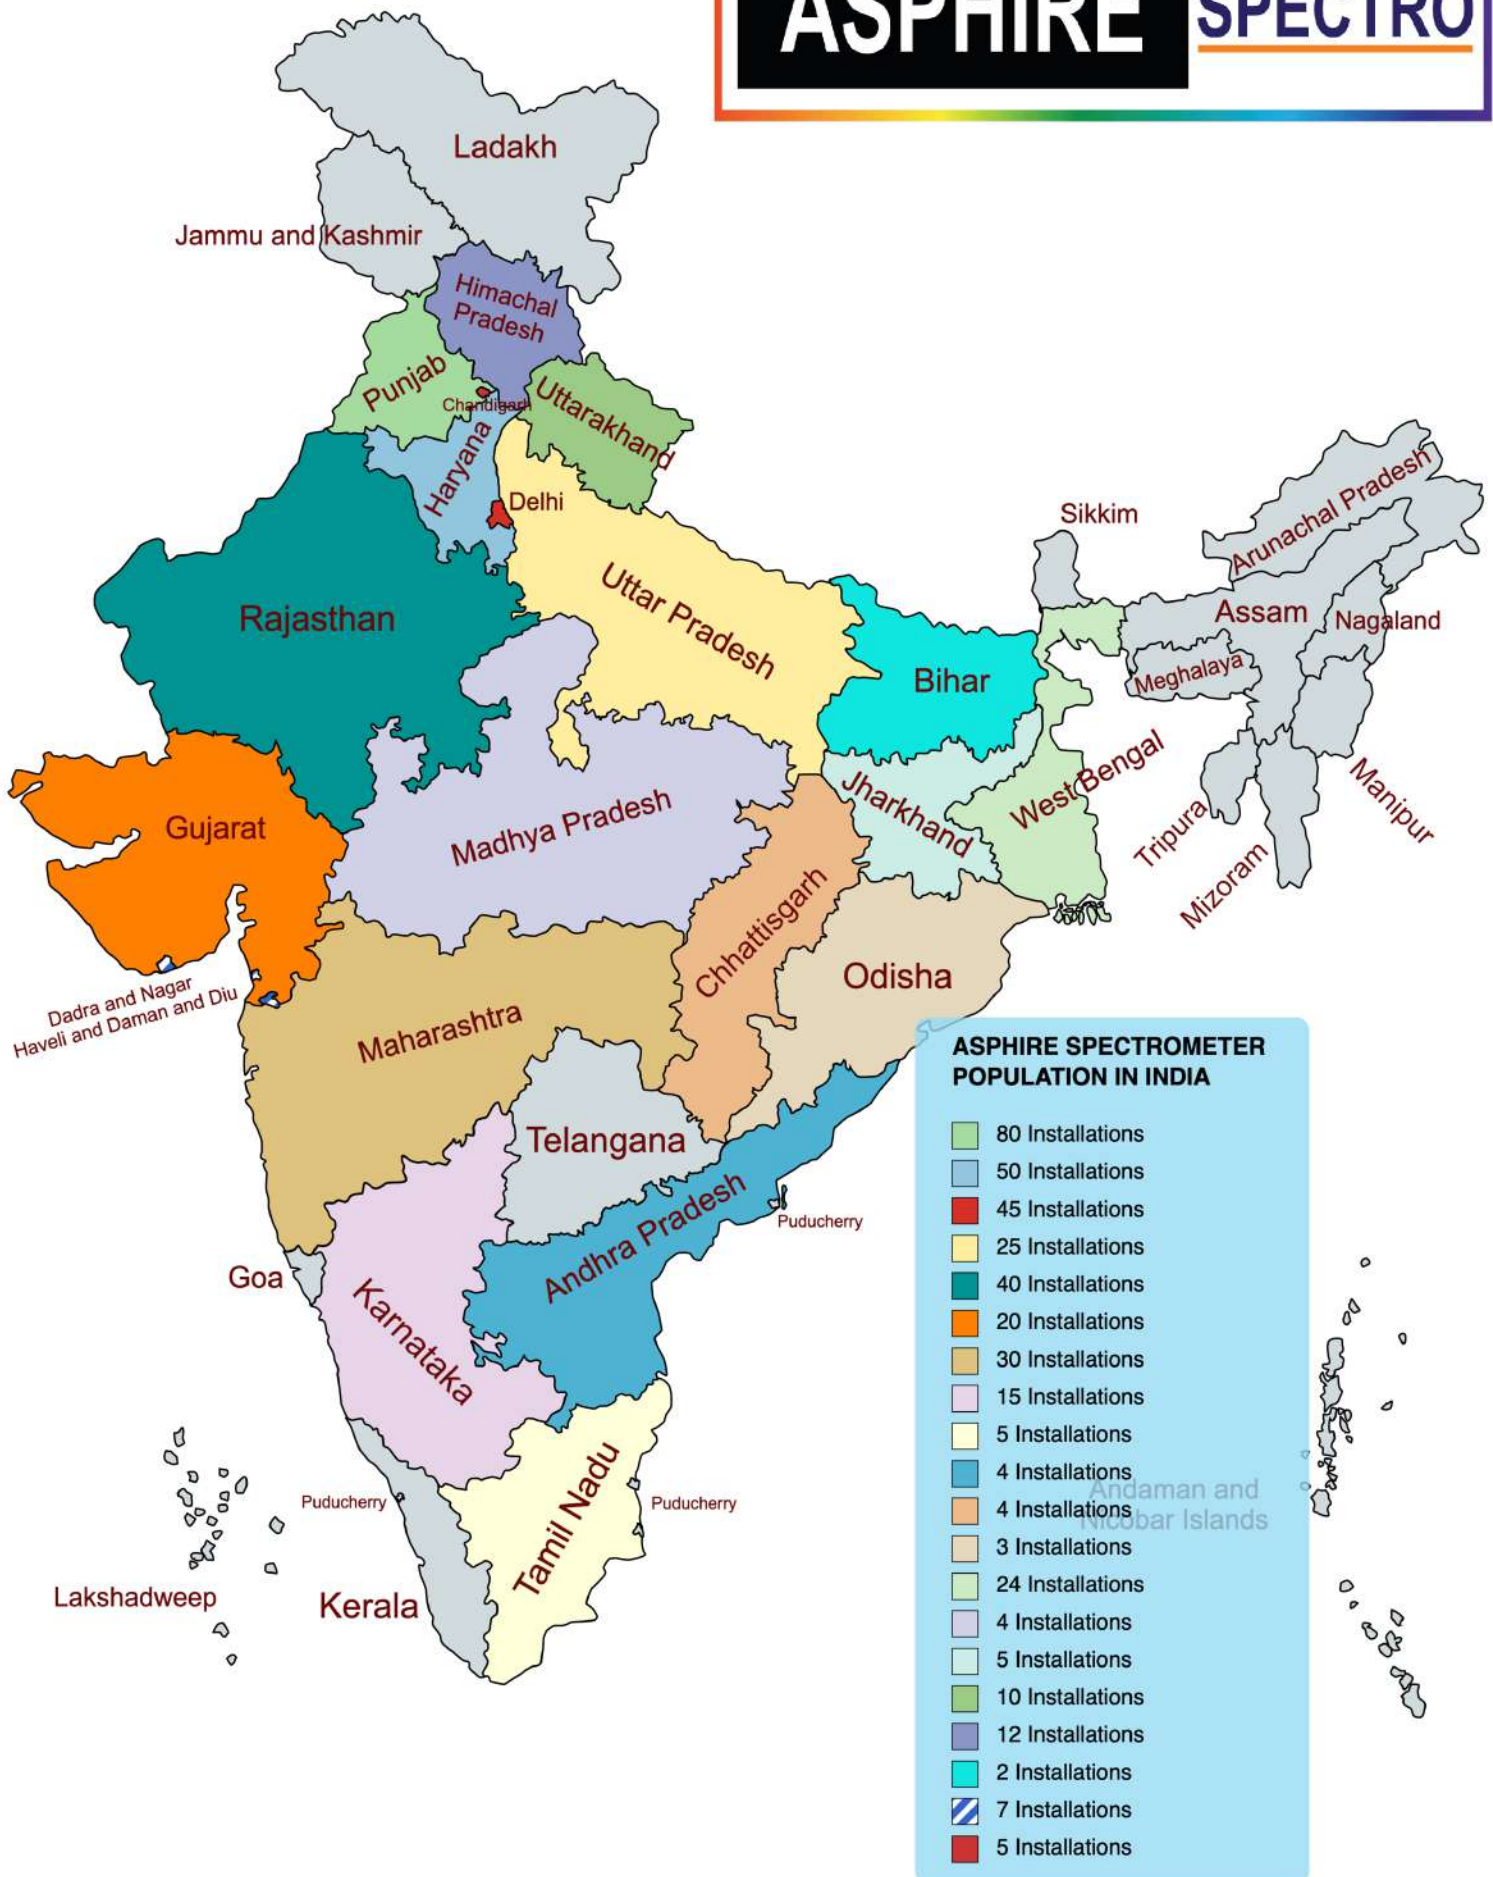 ASPHIRE SPECTRO
Ladakh
Jammu and Kashmir
Himachal
Pradesh
Punjab
Chandigarh
Uttarakhand
Haryana
Delhi
Sikkim
Arunachal Pradesh
Rajasthan
Uttar Pradesh
Assam
Nagaland
Bihar
Meghalaya
Gujarat
Madhya Pradesh
Jharkhand
West Bengal
Tripura
Mizoram
Manipur
Chhattisgarh
Odisha
Dadra and Nagar
Haveli and Daman and Diu
Maharashtra
Telangana
Andhra Pradesh
Puducherry
Goa
Karnataka
Puducherry
Tamil Nadu
Puducherry
Lakshadweep
Kerala
Andaman and
Nicobar Islands
ASPHIRE SPECTROMETER
POPULATION IN INDIA
80 Installations
50 Installations
45 Installations
25 Installations
40 Installations
20 Installations
30 Installations
15 Installations
5 Installations
4 Installations
4 Installations
3 Installations
24 Installations
4 Installations
5 Installations
10 Installations
12 Installations
2 Installations
7 Installations
5 Installations